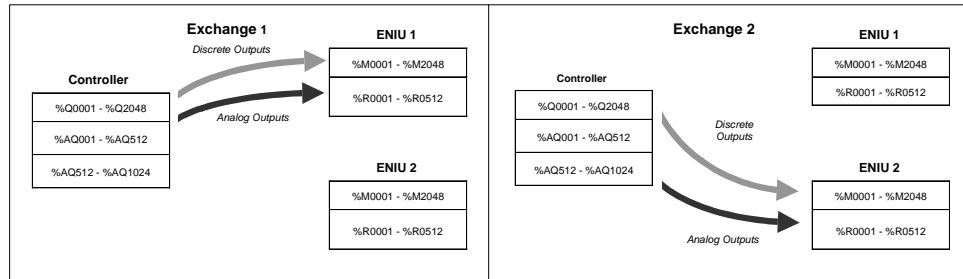 Exchange 1
Discrete Outputs
Controller
%Q0001 - %Q2048
%AQ001 - %AQ512
%AQ512 - %AQ1024
Analog Outputs
ENIU 1
%M0001 - %M2048
%R0001 - %R0512
ENIU 2
%M0001 - %M2048
%R0001 - %R0512
Exchange 2
Controller
%Q0001 - %Q2048
%AQ001 - %AQ512
%AQ512 - %AQ1024
Discrete
Outputs
Analog Outputs
ENIU 1
%M0001 - %M2048
%R0001 - %R0512
ENIU 2
%M0001 - %M2048
%R0001 - %R0512